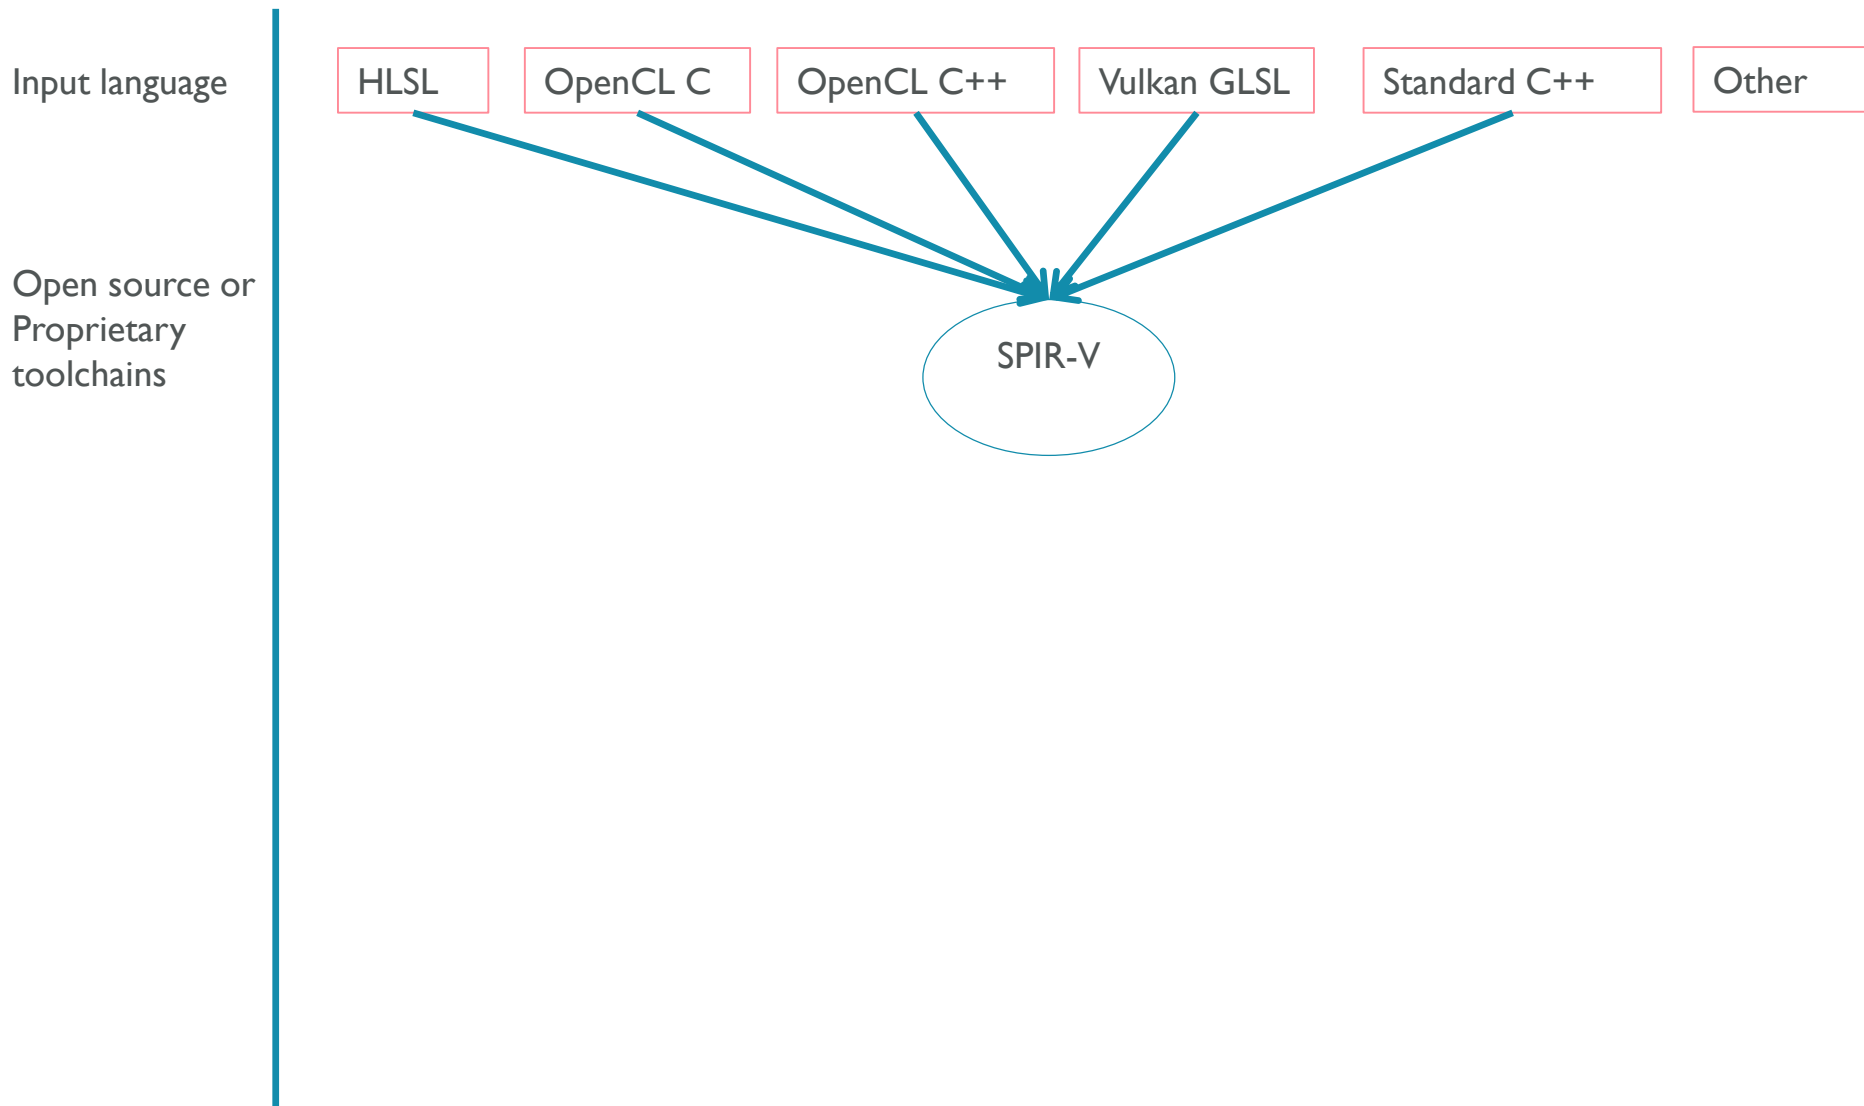 Input language
HLSL
OpenCL C
OpenCL C++
Vulkan GLSL
Standard C++
Other
Open source or
Proprietary
toolchains
SPIR-V